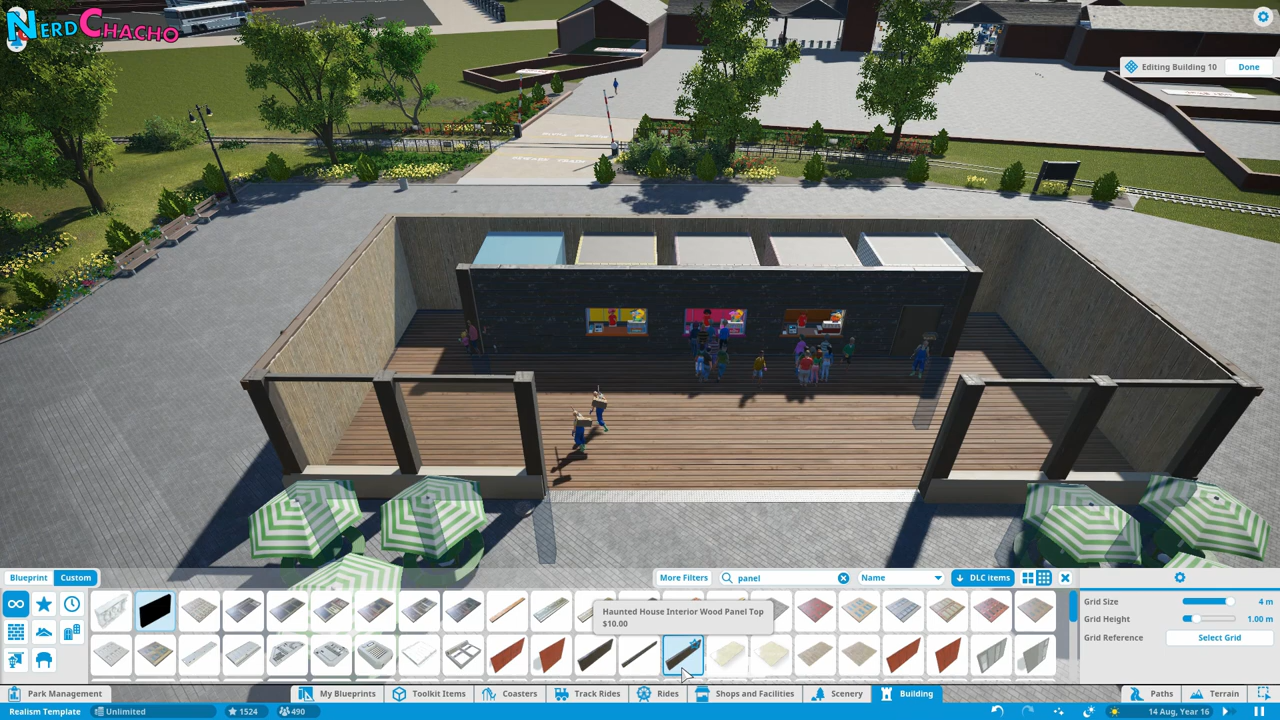 NERDCHACHO
Editing Building 10
Done
Blueprint
Custom
More Filters
panel
Name
DLC items
Haunted House Interior Wood Panel Top
$10.00
Grid Size
4 m
Grid Height
1.00 m
Grid Reference
Select Grid
Park Management
My Blueprints
Toolkit Items
Coasters
Track Rides
Rides
Shops and Facilities
Scenery
Building
Paths
Terrain
Realism Template
Unlimited
1524
490
14 Aug, Year 16